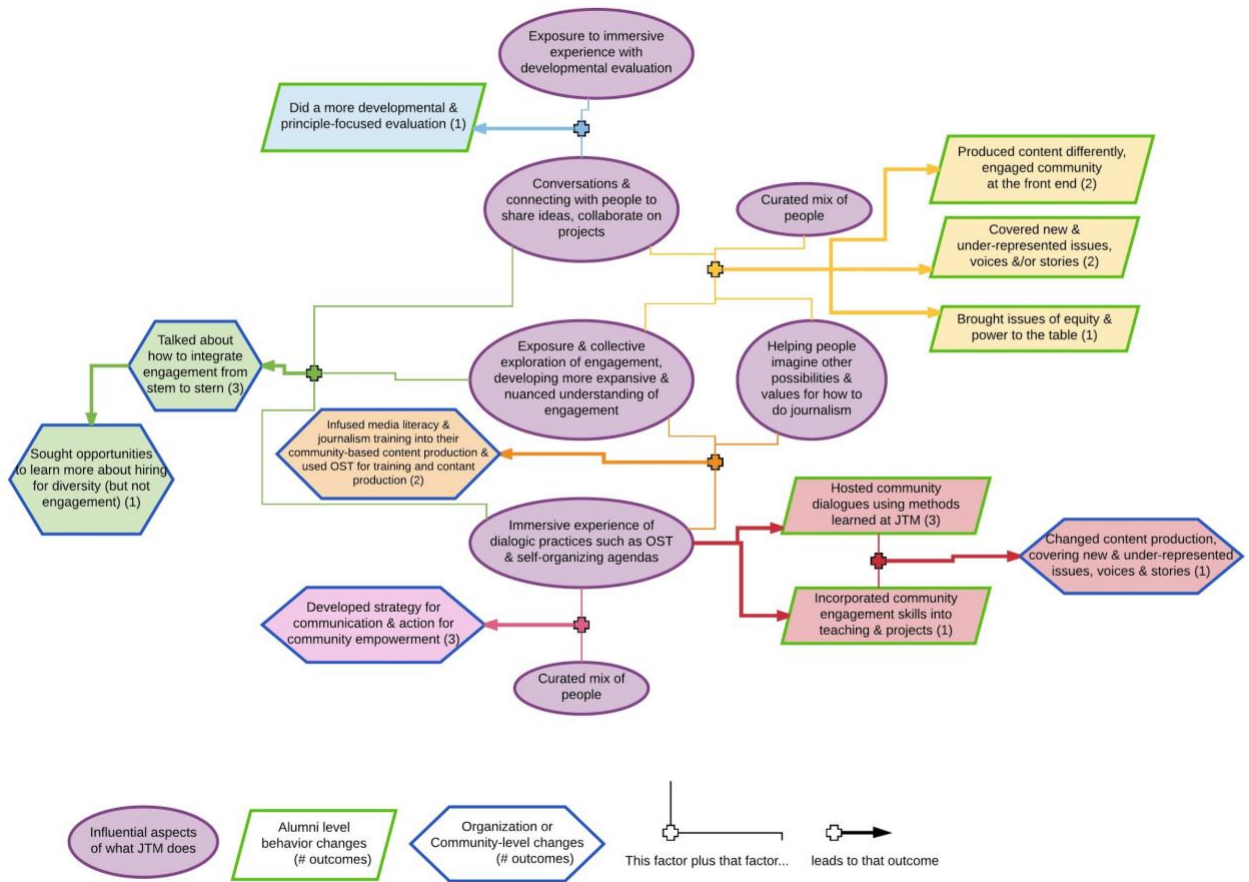 Exposure to immersive
experience with
developmental evaluation
Did a more developmental &
principle-focused evaluation (1)
Conversations &
connecting with people to
share ideas, collaborate on
projects
Curated mix of
people
Produced content differently,
engaged community
at the front end (2)
Covered new &
under-represented issues,
voices &/or stories (2)
Brought issues of equity &
power to the table (1)
Talked about
how to integrate
engagement from
stem to stern (3)
Exposure & collective
exploration of engagement,
developing more expansive &
nuanced understanding of
engagement
Helping people
imagine other
possibilities &
values for how to
do journalism
Sought opportunities
to learn more about hiring
for diversity (but not
engagement) (1)
Infused media literacy &
journalism training into their
community-based content production &
used OST for training and contant
production (2)
Immersive experience of
dialogic practices such as OST
& self-organizing agendas
Hosted community
dialogues using methods
learned at JTM (3)
Changed content production,
covering new & under-represented
issues, voices & stories (1)
Incorporated community
engagement skills into
teaching & projects (1)
Developed strategy for
communication & action for
community empowerment (3)
Curated mix of
people
Influential aspects
of what JTM does
Alumni level
behavior changes
(# outcomes)
Organization or
Community-level changes
(# outcomes)
This factor plus that factor...
leads to that outcome